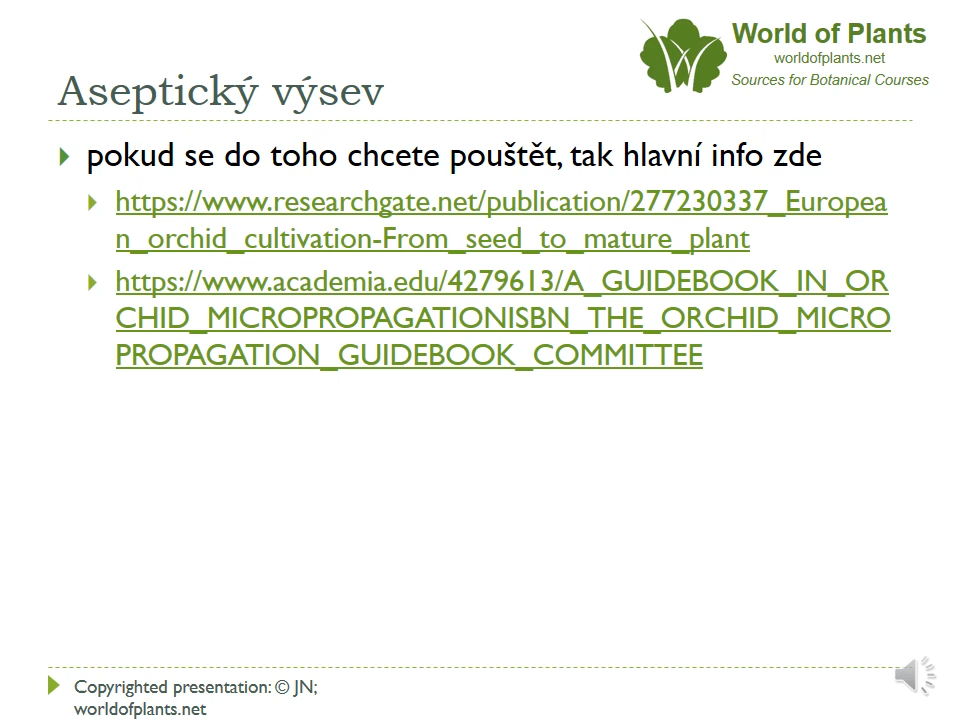 World of Plants
worldofplants.net
Sources for Botanical Courses
Aseptický výsev
pokud se do toho chcete pouštět, tak hlavní info zde
https://www.researchgate.net/publication/277230337_Europea
n_orchid_cultivation-From_seed_to_mature_plant
https://www.academia.edu/4279613/A_GUIDEBOOK_IN_OR
CHID_MICROPROPAGATIONISBN_THE_ORCHID_MICRO
PROPAGATION_GUIDEBOOK_COMMITTEE
Copyrighted presentation: © JN;
worldofplants.net